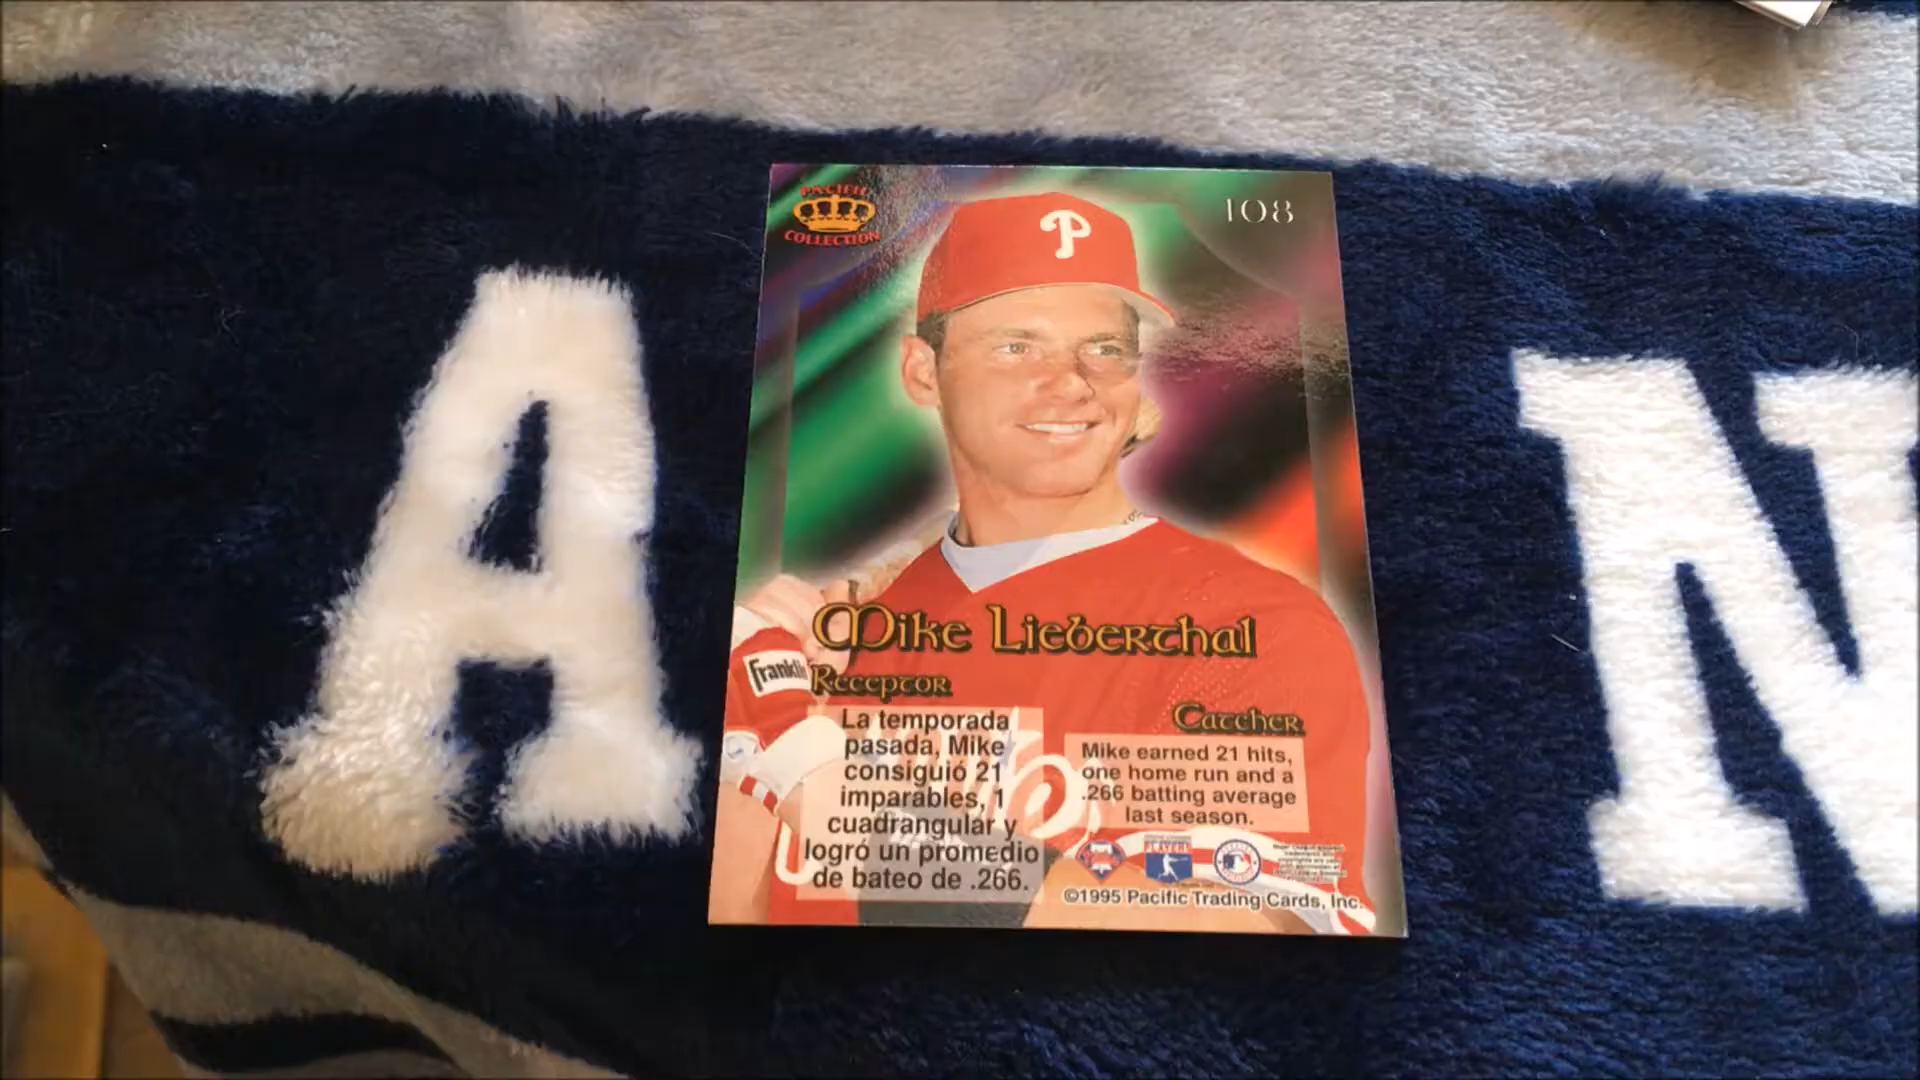 PACIFIC
COLLECTION
108
P
A
N
Mike Lieberthal
Receptor
La temporada
pasada, Mike
consiguió 21
imparables, 1
cuadrangular y
logró un promedio
de bateo de .266.
Catcher
Mike earned 21 hits,
one home run and a
.266 batting average
last season.
PLAYERS
©1995 Pacific Trading Cards, Inc.